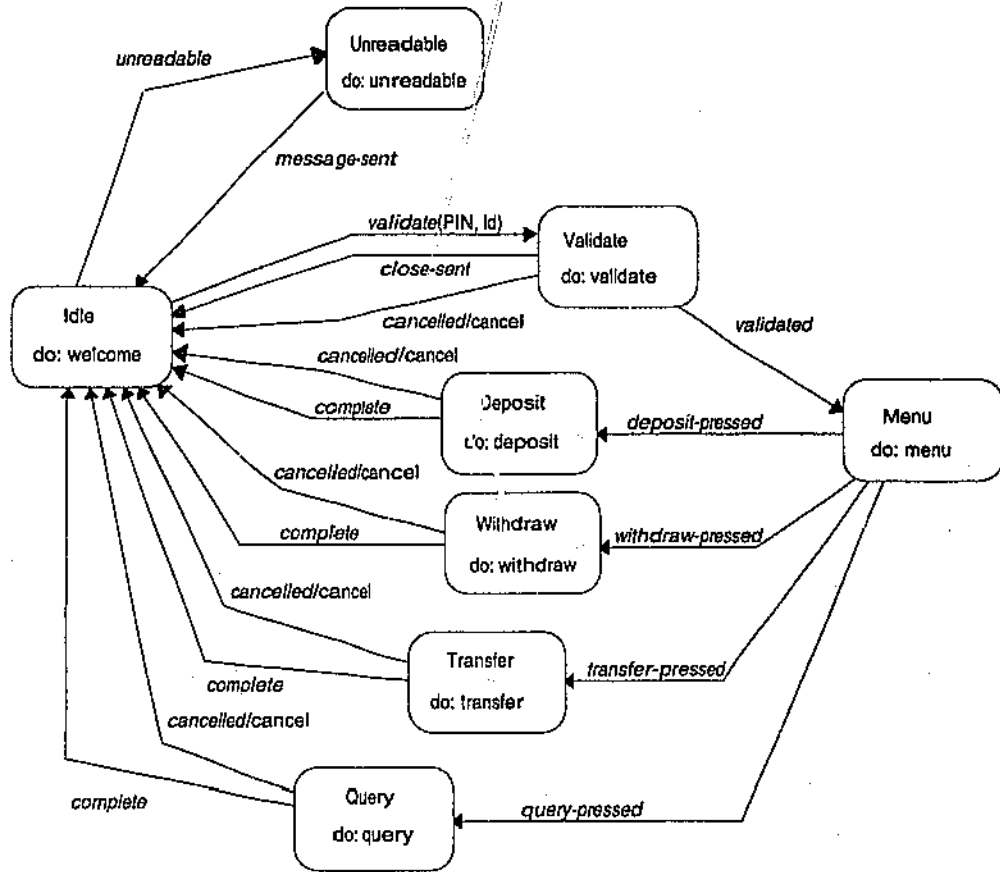 Unreadable
do: unreadable
unreadable
message-sent
validate(PIN, Id)
close-sent
cancelled/cancel
Validate
do: validate
validated
Idle
do: welcome
cancelled/cancel
complete
Deposit
do: deposit
deposit-pressed
Menu
do: menu
cancelled/cancel
complete
Withdraw
do: withdraw
withdraw-pressed
cancelled/cancel
complete
Transfer
do: transfer
transfer-pressed
cancelled/cancel
complete
Query
do: query
query-pressed